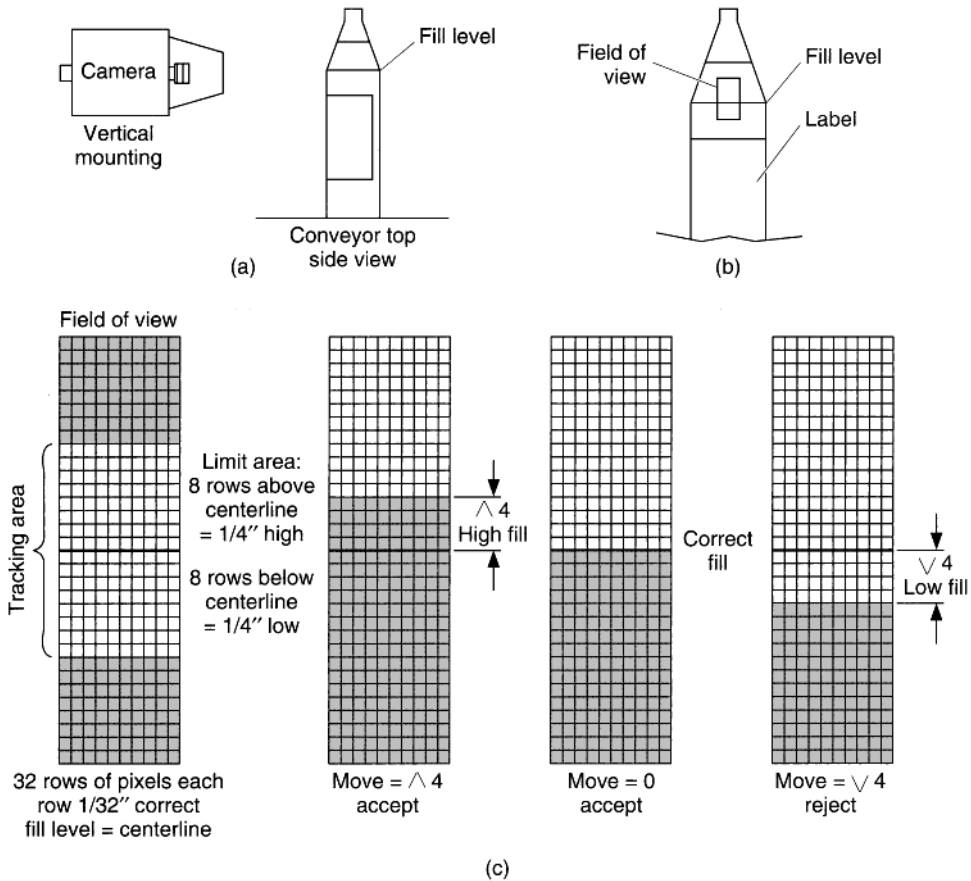 Camera
Vertical
mounting
Fill level
Conveyor top
side view
(a)
Field of
view
Fill level
Label
(b)
Field of view
Tracking area
Limit area:
8 rows above
centerline
= 1/4″ high
8 rows below
centerline
= 1/4″ low
∧ 4
High fill
Correct
fill
∨ 4
Low fill
32 rows of pixels each
row 1/32″ correct
fill level = centerline
Move = ∧ 4
accept
Move = 0
accept
Move = ∨ 4
reject
(c)